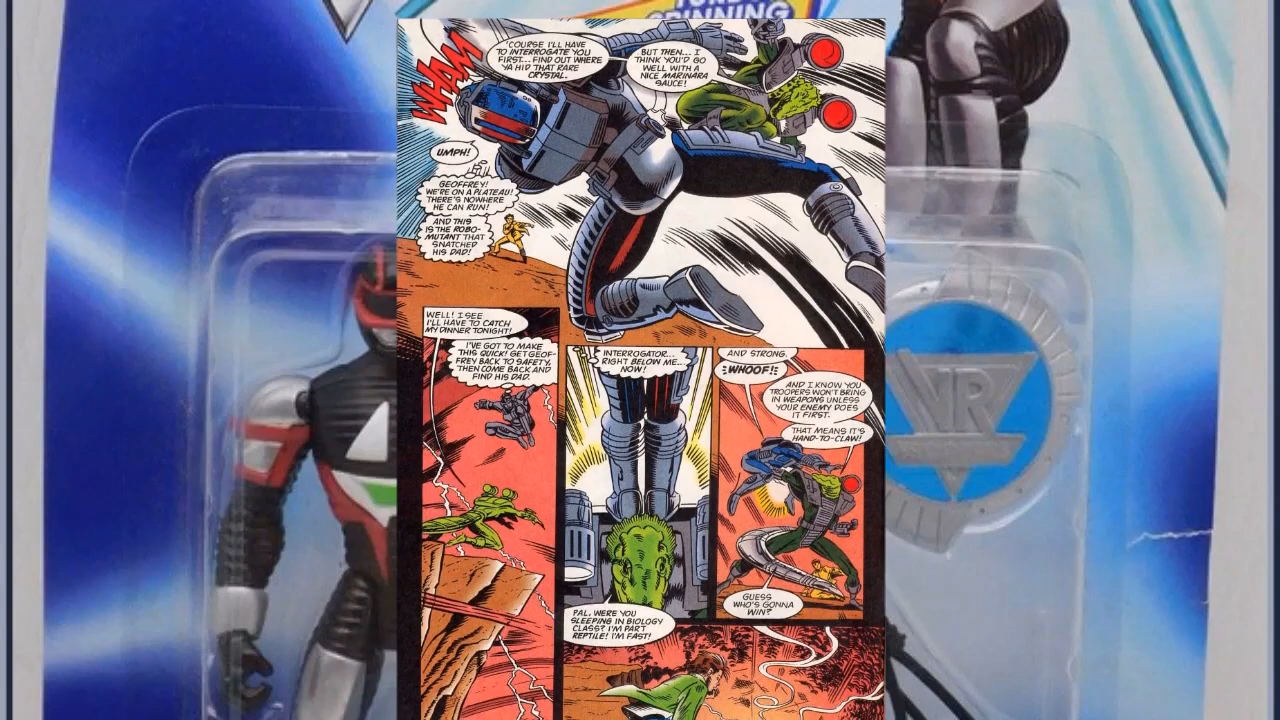 TURBO
SPINNING
WHAM
'COURSE I'LL HAVE
TO INTERROGATE YOU
FIRST... FIND OUT WHERE
YA HID THAT RARE
CRYSTAL.
BUT THEN... I
THINK YOU'D GO
WELL WITH A
NICE MARINARA
SAUCE!
UMPH!
GEOFFREY!
WE'RE ON A PLATEAU!
THERE'S NOWHERE
HE CAN RUN!
AND THIS
IS THE ROBO-
MUTANT THAT
SNATCHED
HIS DAD!
WELL! I SEE
I'LL HAVE TO CATCH
MY DINNER TONIGHT!
I'VE GOT TO MAKE
THIS QUICK! GET GEOF-
FREY BACK TO SAFETY,
THEN COME BACK AND
FIND HIS DAD.
INTERROGATOR...
RIGHT BELOW ME...
NOW!
PAL, WERE YOU
SLEEPING IN BIOLOGY
CLASS? I'M PART
REPTILE! I'M FAST!
AND STRONG.
WHOOF!
AND I KNOW YOU
TROOPERS WON'T BRING
IN WEAPONS UNLESS
YOUR ENEMY DOES
IT FIRST.
THAT MEANS IT'S
HAND-TO-CLAW!
GUESS
WHO'S GONNA
WIN?
VR